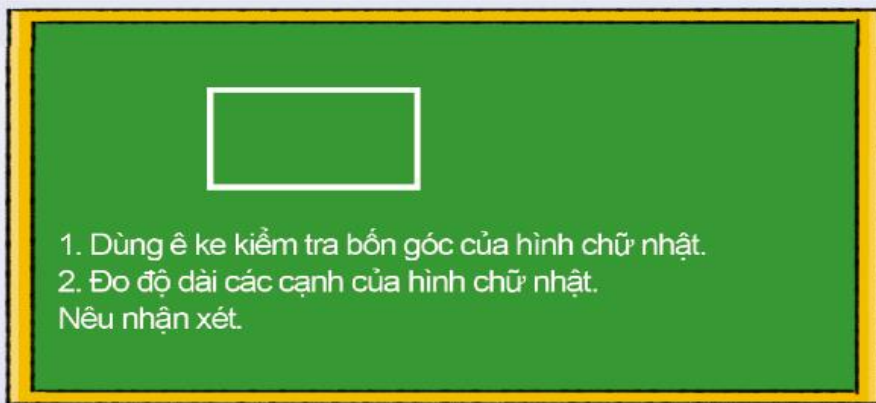 1. Dùng ê ke kiểm tra bốn góc của hình chữ nhật.
2. Đo độ dài các cạnh của hình chữ nhật.
Nêu nhận xét.